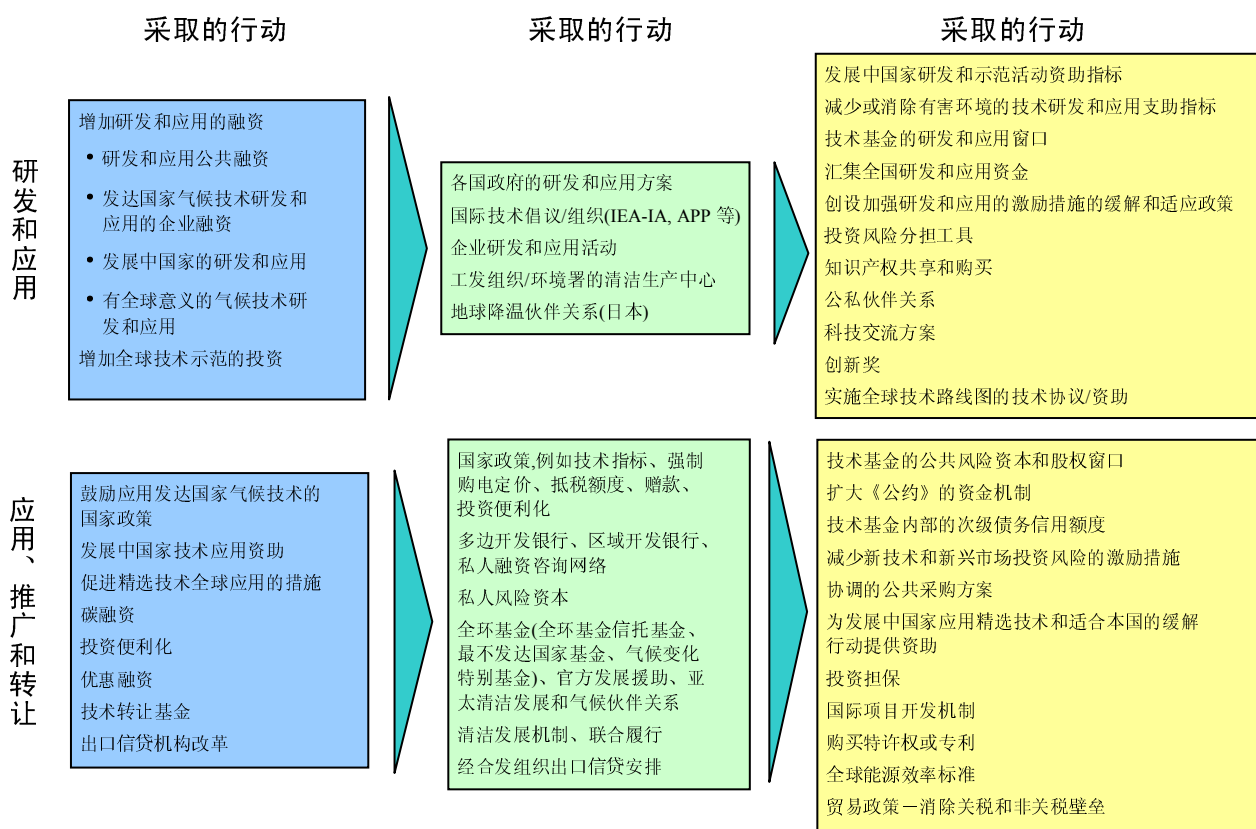 采取的行动
采取的行动
采取的行动
研发和应用
增加研发和应用的融资
• 研发和应用公共融资
• 发达国家气候技术研发和
应用的企业融资
• 发展中国家的研发和应用
• 有全球意义的气候技术研
发和应用
增加全球技术示范的投资
各国政府的研发和应用方案
国际技术倡议/组织(IEA-IA, APP 等)
企业研发和应用活动
工发组织/环境署的清洁生产中心
地球降温伙伴关系(日本)
发展中国家研发和示范活动资助指标
减少或消除有害环境的技术研发和应用支助指标
技术基金的研发和应用窗口
汇集全国研发和应用资金
创设加强研发和应用的激励措施的缓解和适应政策
投资风险分担工具
知识产权共享和购买
公私伙伴关系
科技交流方案
创新奖
实施全球技术路线图的技术协议/资助
应用、推广和转让
鼓励应用发达国家气候技术的
国家政策
发展中国家技术应用资助
促进精选技术全球应用的措施
碳融资
投资便利化
优惠融资
技术转让基金
出口信贷机构改革
国家政策,例如技术指标、强制
购电定价、抵税额度、赠款、
投资便利化
多边开发银行、区域开发银行、
私人融资咨询网络
私人风险资本
全环基金(全环基金信托基金、
最不发达国家基金、气候变化
特别基金)、官方发展援助、亚
太清洁发展和气候伙伴关系
清洁发展机制、联合履行
经合发组织出口信贷安排
技术基金的公共风险资本和股权窗口
扩大《公约》的资金机制
技术基金内部的次级债务信用额度
减少新技术和新兴市场投资风险的激励措施
协调的公共采购方案
为发展中国家应用精选技术和适合本国的缓解
行动提供资助
投资担保
国际项目开发机制
购买特许权或专利
全球能源效率标准
贸易政策－消除关税和非关税壁垒